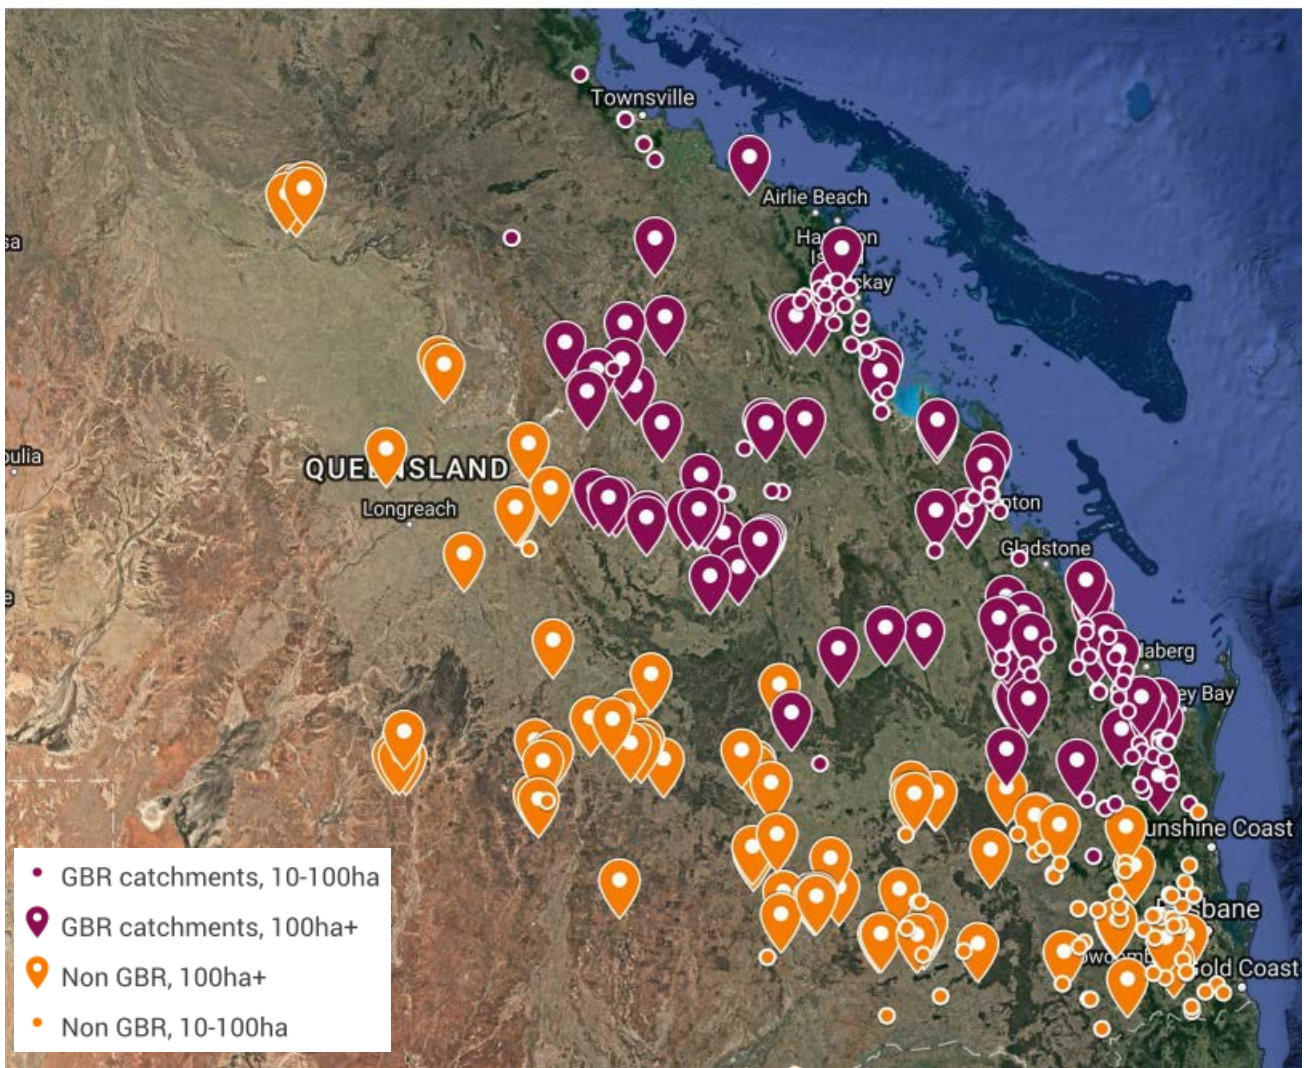 Townsville
Airlie Beach
QUEENSLAND
Longreach
Gladstone
Sunshine Coast
Brisbane
Gold Coast
GBR catchments, 10-100ha
GBR catchments, 100ha+
Non GBR, 100ha+
Non GBR, 10-100ha